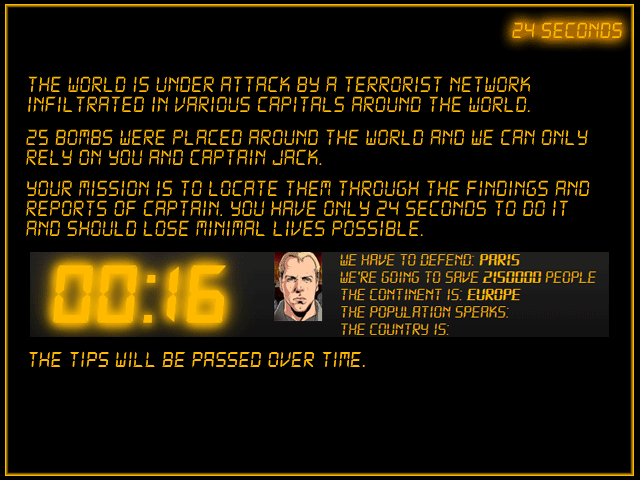 24 SECONDS
THE WORLD IS UNDER ATTACK BY A TERRORIST NETWORK
INFILTRATED IN VARIOUS CAPITALS AROUND THE WORLD.
25 BOMBS WERE PLACED AROUND THE WORLD AND WE CAN ONLY
RELY ON YOU AND CAPTAIN JACK.
YOUR MISSION IS TO LOCATE THEM THROUGH THE FINDINGS AND
REPORTS OF CAPTAIN. YOU HAVE ONLY 24 SECONDS TO DO IT
AND SHOULD LOSE MINIMAL LIVES POSSIBLE.
00:16
WE HAVE TO DEFEND: PARIS
WE'RE GOING TO SAVE 2150000 PEOPLE
THE CONTINENT IS: EUROPE
THE POPULATION SPEAKS:
THE COUNTRY IS:
THE TIPS WILL BE PASSED OVER TIME.